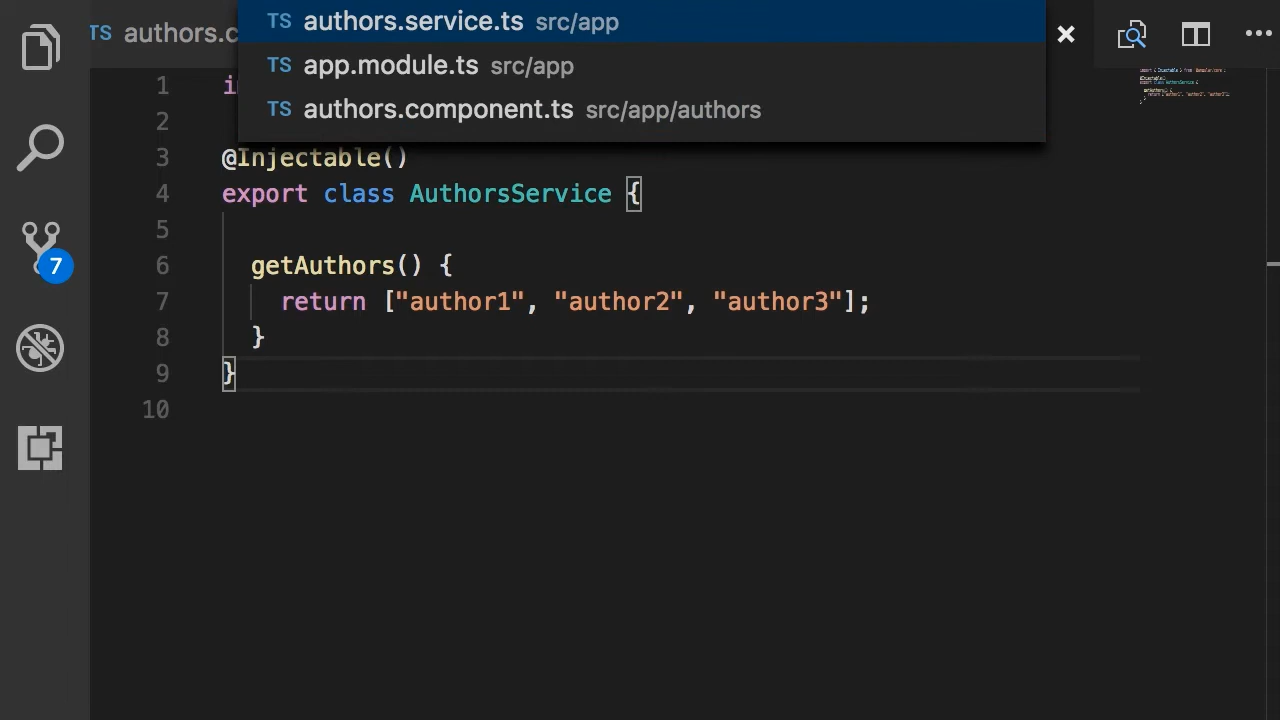 TS authors.c
TS authors.service.ts src/app
TS app.module.ts src/app
TS authors.component.ts src/app/authors
1
2
3 @Injectable()
4 export class AuthorsService {
5
6 getAuthors() {
7 return ["author1", "author2", "author3"];
8 }
9 }
10
7